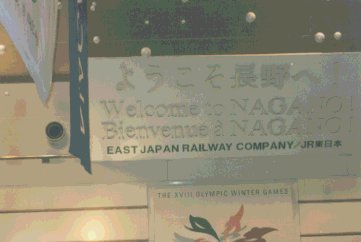 ようこそ長野へ
Welcome to NAGANO!
Bienvenue à NAGANO!
EAST JAPAN RAILWAY COMPANY/JR東日本
THE XVIII OLYMPIC WINTER GAMES